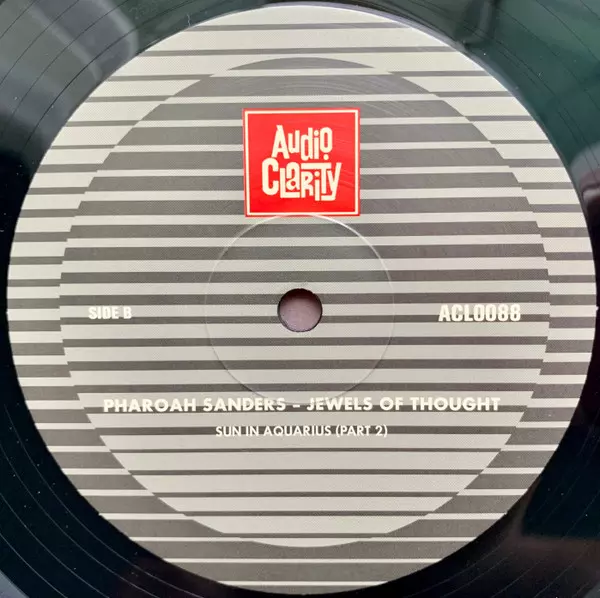 Audio
Clarity
SIDE B
ACL0088
PHAROAH SANDERS – JEWELS OF THOUGHT
SUN IN AQUARIUS (PART 2)